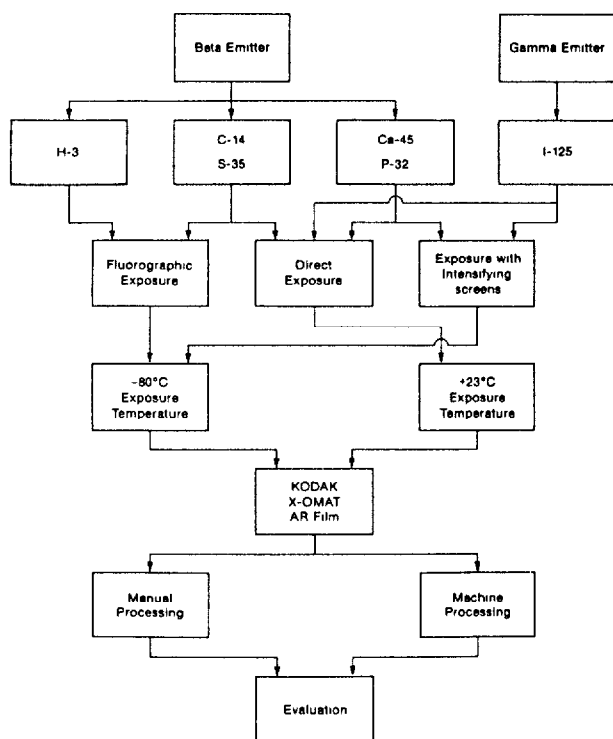 Beta Emitter
Gamma Emitter
H-3
C-14
S-35
Ca-45
P-32
I-125
Fluorographic
Exposure
Direct
Exposure
Exposure with
Intensifying
screens
-80°C
Exposure
Temperature
+23°C
Exposure
Temperature
KODAK
X-OMAT
AR Film
Manual
Processing
Machine
Processing
Evaluation